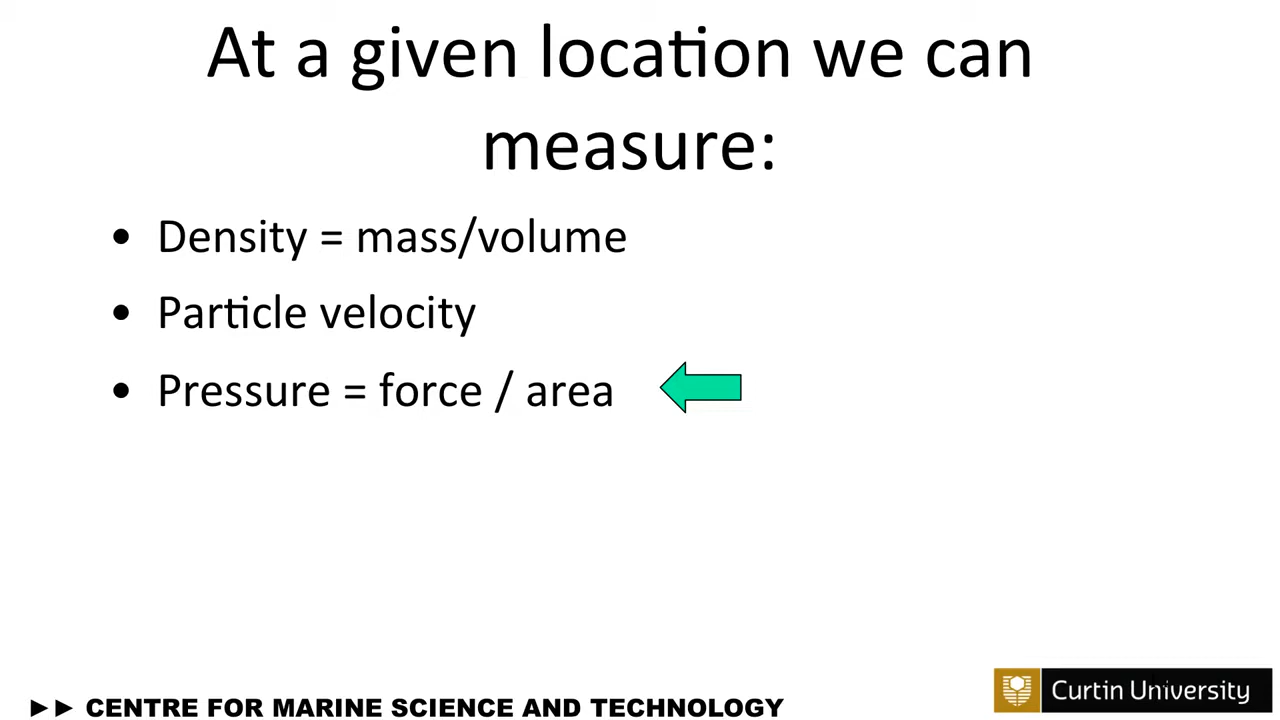 At a given location we can
measure:
• Density = mass/volume
• Particle velocity
• Pressure = force / area
►► CENTRE FOR MARINE SCIENCE AND TECHNOLOGY
Curtin University